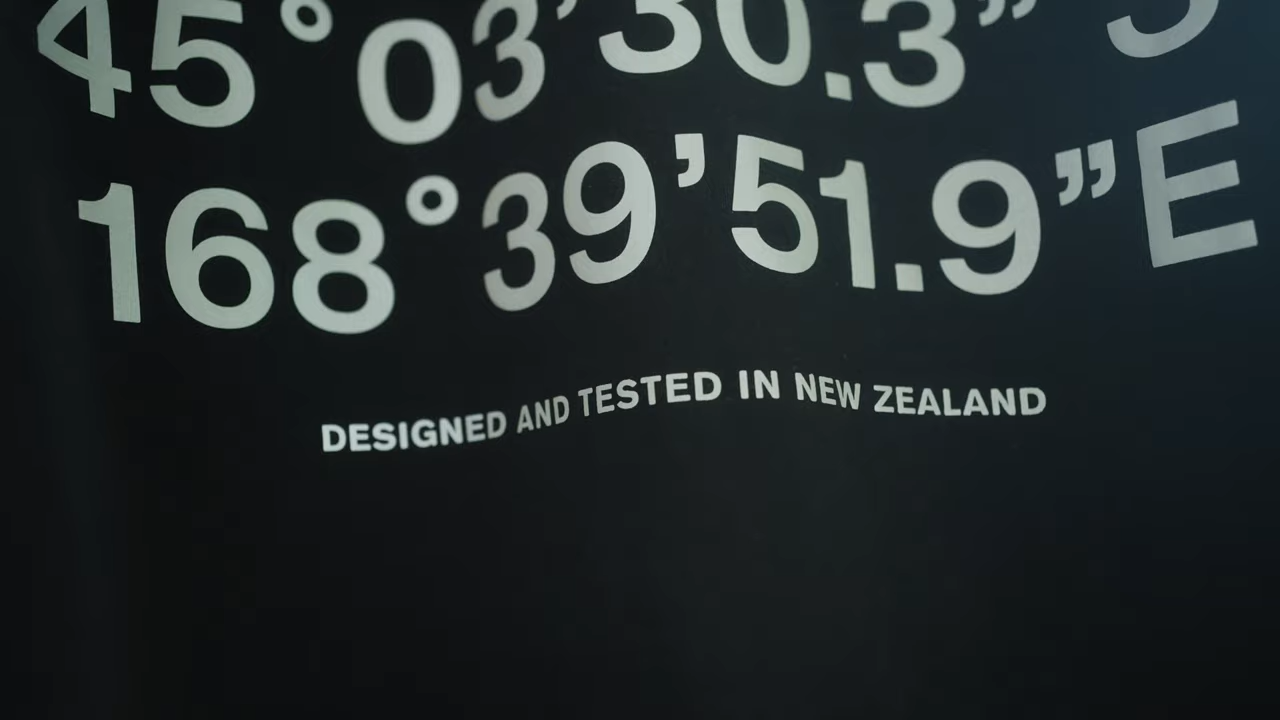 45°03’30.3” S
168°39’51.9”E
DESIGNED AND TESTED IN NEW ZEALAND